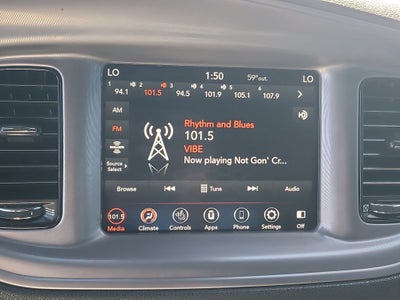 LO 1:50 59°out. LO
1 2 3 4 5 6
94.1 101.5 94.5 101.9 105.1 107.9
AM
FM
Source
Select
Rhythm and Blues
101.5
VIBE
Now playing Not Gon' Cr...
Browse Tune Audio
101.5
Media Climate Controls Apps Phone Settings Off